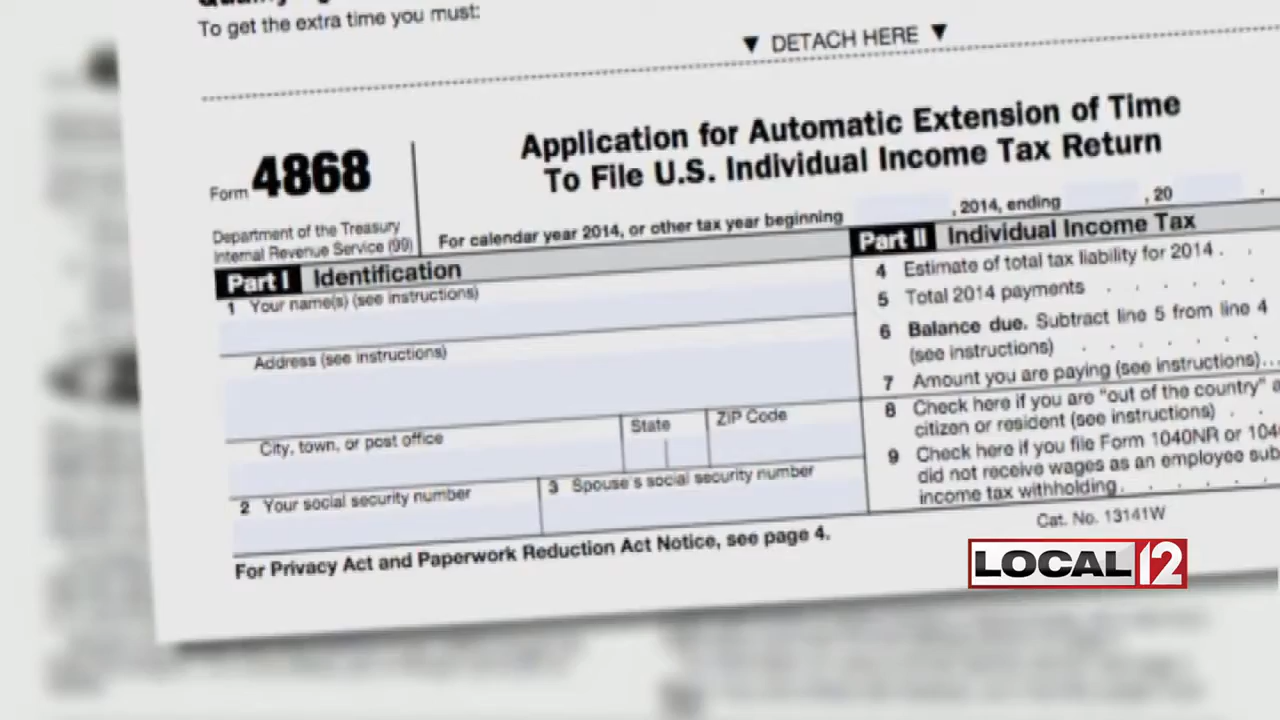 To get the extra time you must:
▼ DETACH HERE ▼
Form 4868
Department of the Treasury
Internal Revenue Service (99)
Application for Automatic Extension of Time
To File U.S. Individual Income Tax Return
For calendar year 2014, or other tax year beginning , 2014, ending , 20 .
Part I Identification
1 Your name(s) (see instructions)
Address (see instructions)
City, town, or post office
State
ZIP Code
2 Your social security number
3 Spouse's social security number
Part II Individual Income Tax
4 Estimate of total tax liability for 2014 . .
5 Total 2014 payments . . . . . .
6 Balance due. Subtract line 5 from line 4
(see instructions) . . . . . . .
7 Amount you are paying (see instructions)...
8 Check here if you are "out of the country" a
citizen or resident (see instructions) . .
9 Check here if you file Form 1040NR or 104
did not receive wages as an employee sub
income tax withholding . . . . .
For Privacy Act and Paperwork Reduction Act Notice, see page 4.
Cat. No. 13141W
LOCAL 12